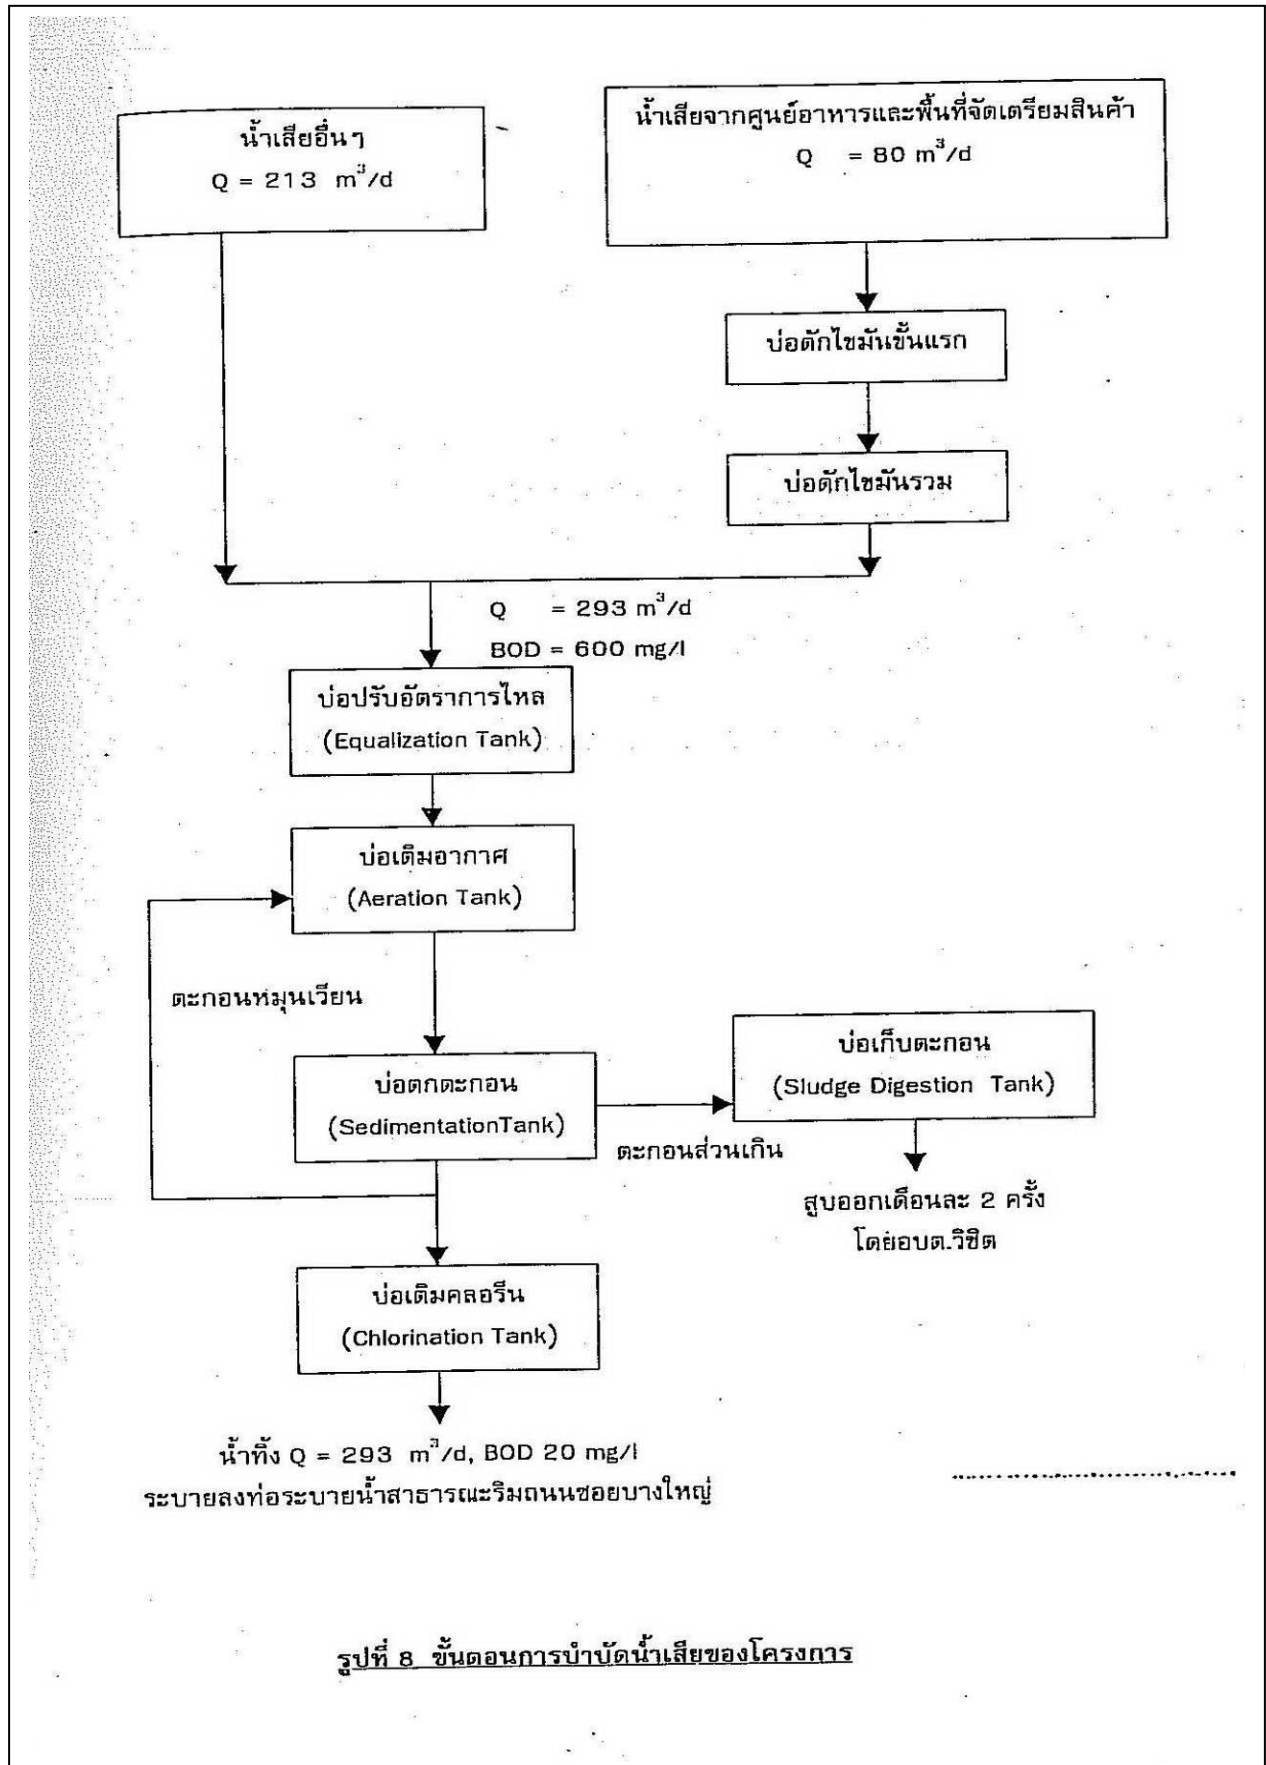 น้ำเสียอื่นๆ
Q = 213 m³/d
น้ำเสียจากศูนย์อาหารและพื้นที่จัดเตรียมสินค้า
Q = 80 m³/d
บ่อดักไขมันขั้นแรก
บ่อดักไขมันรวม
Q = 293 m³/d
BOD = 600 mg/l
บ่อปรับอัตราการไหล
(Equalization Tank)
บ่อเติมอากาศ
(Aeration Tank)
ตะกอนหมุนเวียน
บ่อตกตะกอน
(SedimentationTank)
ตะกอนส่วนเกิน
บ่อเก็บตะกอน
(Sludge Digestion Tank)
สูบออกเดือนละ 2 ครั้ง
โดยอบต.วิชิต
บ่อเติมคลอรีน
(Chlorination Tank)
น้ำทิ้ง Q = 293 m³/d, BOD 20 mg/l
ระบายลงท่อระบายน้ำสาธารณะริมถนนซอยบางใหญ่
รูปที่ 8 ขั้นตอนการบำบัดน้ำเสียของโครงการ